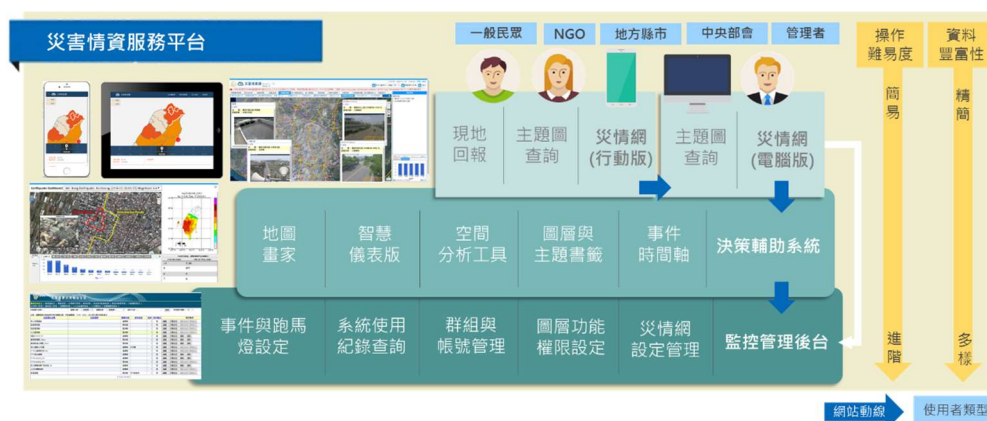 災害情資服務平台
一般民眾
NGO
地方縣市
中央部會
管理者
操作
難易度
資料
豐富性
簡易
精簡
現地
回報
主題圖
查詢
災情網
(行動版)
主題圖
查詢
災情網
(電腦版)
地圖
畫家
智慧
儀表版
空間
分析工具
圖層與
主題書籤
事件
時間軸
決策輔助系統
事件與跑馬
燈設定
系統使用
紀錄查詢
群組與
帳號管理
圖層功能
權限設定
災情網
設定管理
監控管理後台
進階
多樣
網站動線
使用者類型